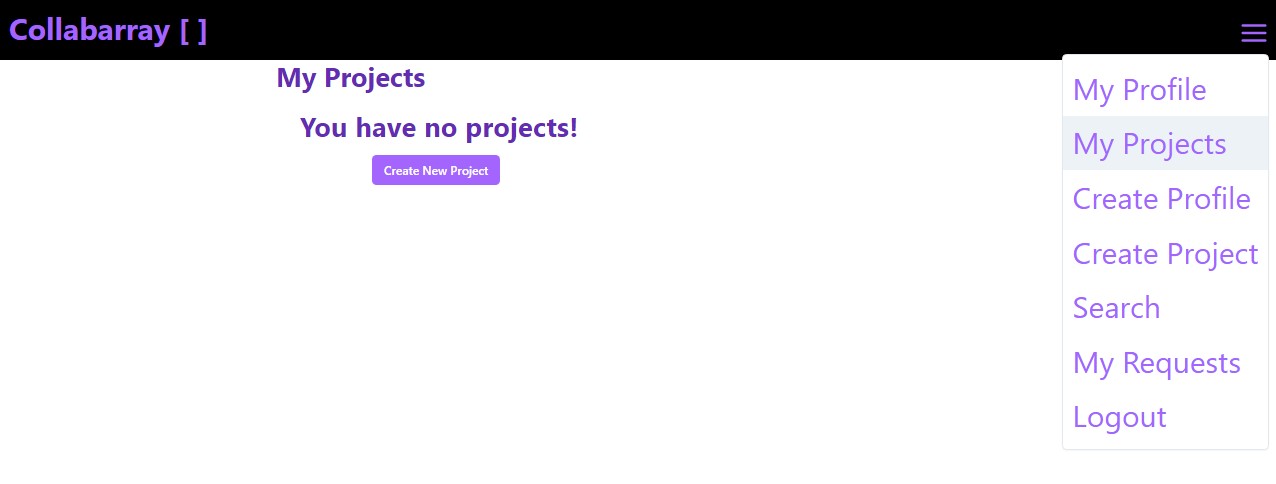 Collabarray [ ]
My Projects
You have no projects!
Create New Project
My Profile
My Projects
Create Profile
Create Project
Search
My Requests
Logout